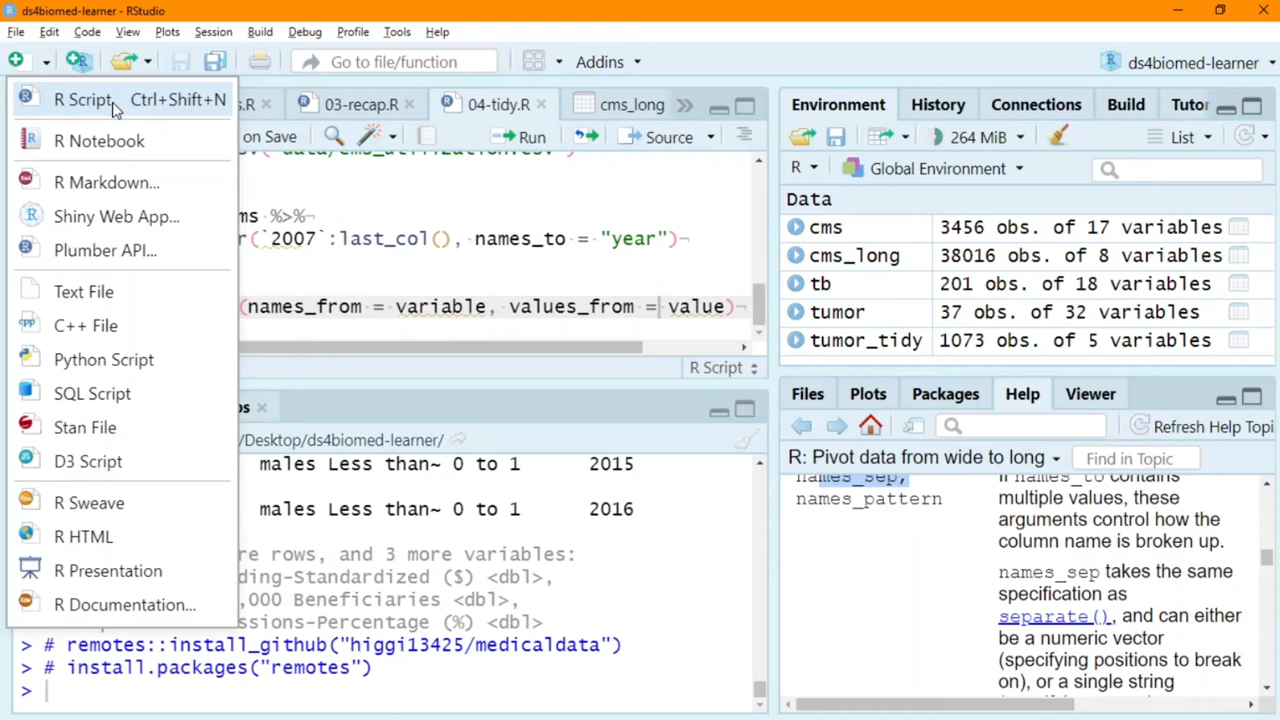 ds4biomed-learner - RStudio
File Edit Code View Plots Session Build Debug Profile Tools Help
Go to file/function Addins ds4biomed-learner
R Script Ctrl+Shift+N
R Notebook
R Markdown...
Shiny Web App...
Plumber API...
Text File
C++ File
Python Script
SQL Script
Stan File
D3 Script
R Sweave
R HTML
R Presentation
R Documentation...
s.R 03-recap.R 04-tidy.R cms_long
on Save Run Source
ms %>%
r(`2007`:last_col(), names_to = "year")
(names_from = variable, values_from = value)
R Script
/Desktop/ds4biomed-learner/
males Less than~ 0 to 1 2015
males Less than~ 0 to 1 2016
re rows, and 3 more variables:
ding-Standardized ($) <dbl>,
,000 Beneficiaries <dbl>,
issions-Percentage (%) <dbl>
> # remotes::install_github("higgi13425/medicaldata")
> # install.packages("remotes")
>
Environment History Connections Build Tutor
264 MiB List
R Global Environment
Data
cms 3456 obs. of 17 variables
cms_long 38016 obs. of 8 variables
tb 201 obs. of 18 variables
tumor 37 obs. of 32 variables
tumor_tidy 1073 obs. of 5 variables
Files Plots Packages Help Viewer
Refresh Help Topi
R: Pivot data from wide to long Find in Topic
names_sep,
names_pattern
If names_to contains
multiple values, these
arguments control how the
column name is broken up.
names_sep takes the same
specification as
separate(), and can either
be a numeric vector
(specifying positions to break
on), or a single string